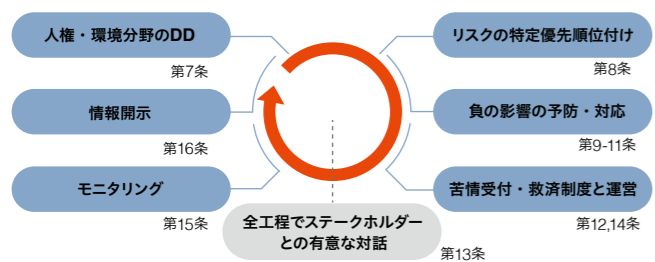 人権・環境分野のDD
第7条
リスクの特定優先順位付け
第8条
情報開示
第16条
負の影響の予防・対応
第9-11条
モニタリング
第15条
苦情受付・救済制度と運営
第12,14条
全工程でステークホルダー
との有意な対話
第13条